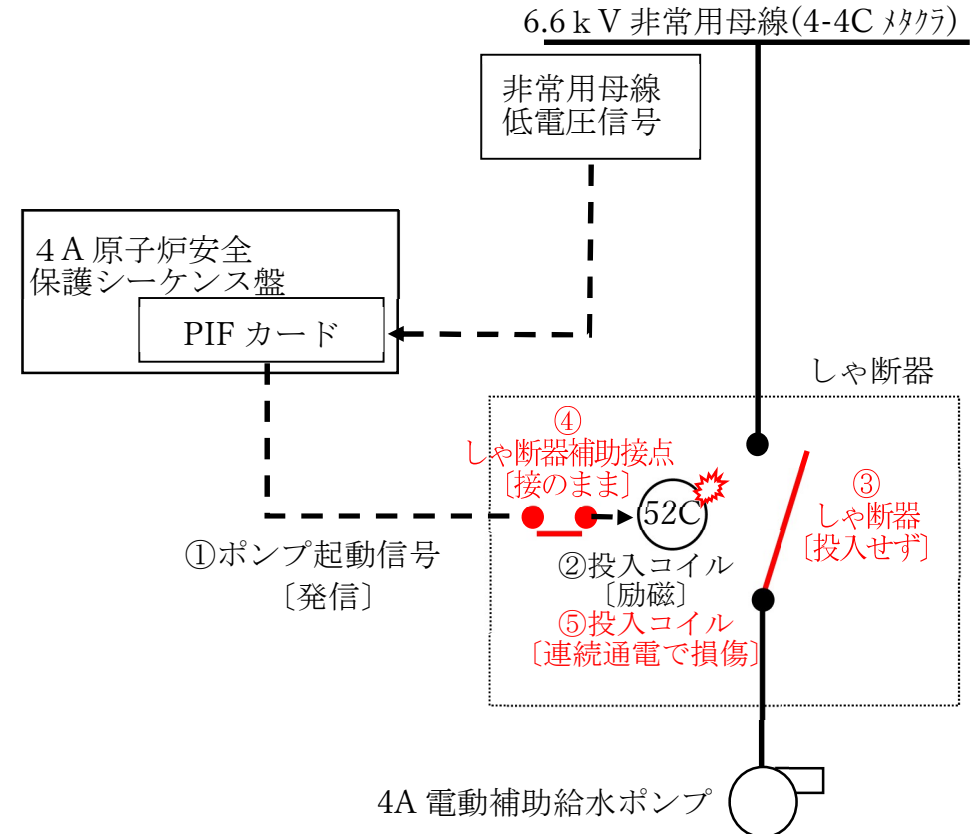 6.6ｋＶ非常用母線(4-4C ﾒﾀｸﾗ)
非常用母線
低電圧信号
４A 原子炉安全
保護シーケンス盤
PIF カード
しゃ断器
④
しゃ断器補助接点
〔接のまま〕
52C
③
しゃ断器
〔投入せず〕
①ポンプ起動信号
〔発信〕
②投入コイル
〔励磁〕
⑤投入コイル
〔連続通電で損傷〕
4A 電動補助給水ポンプ